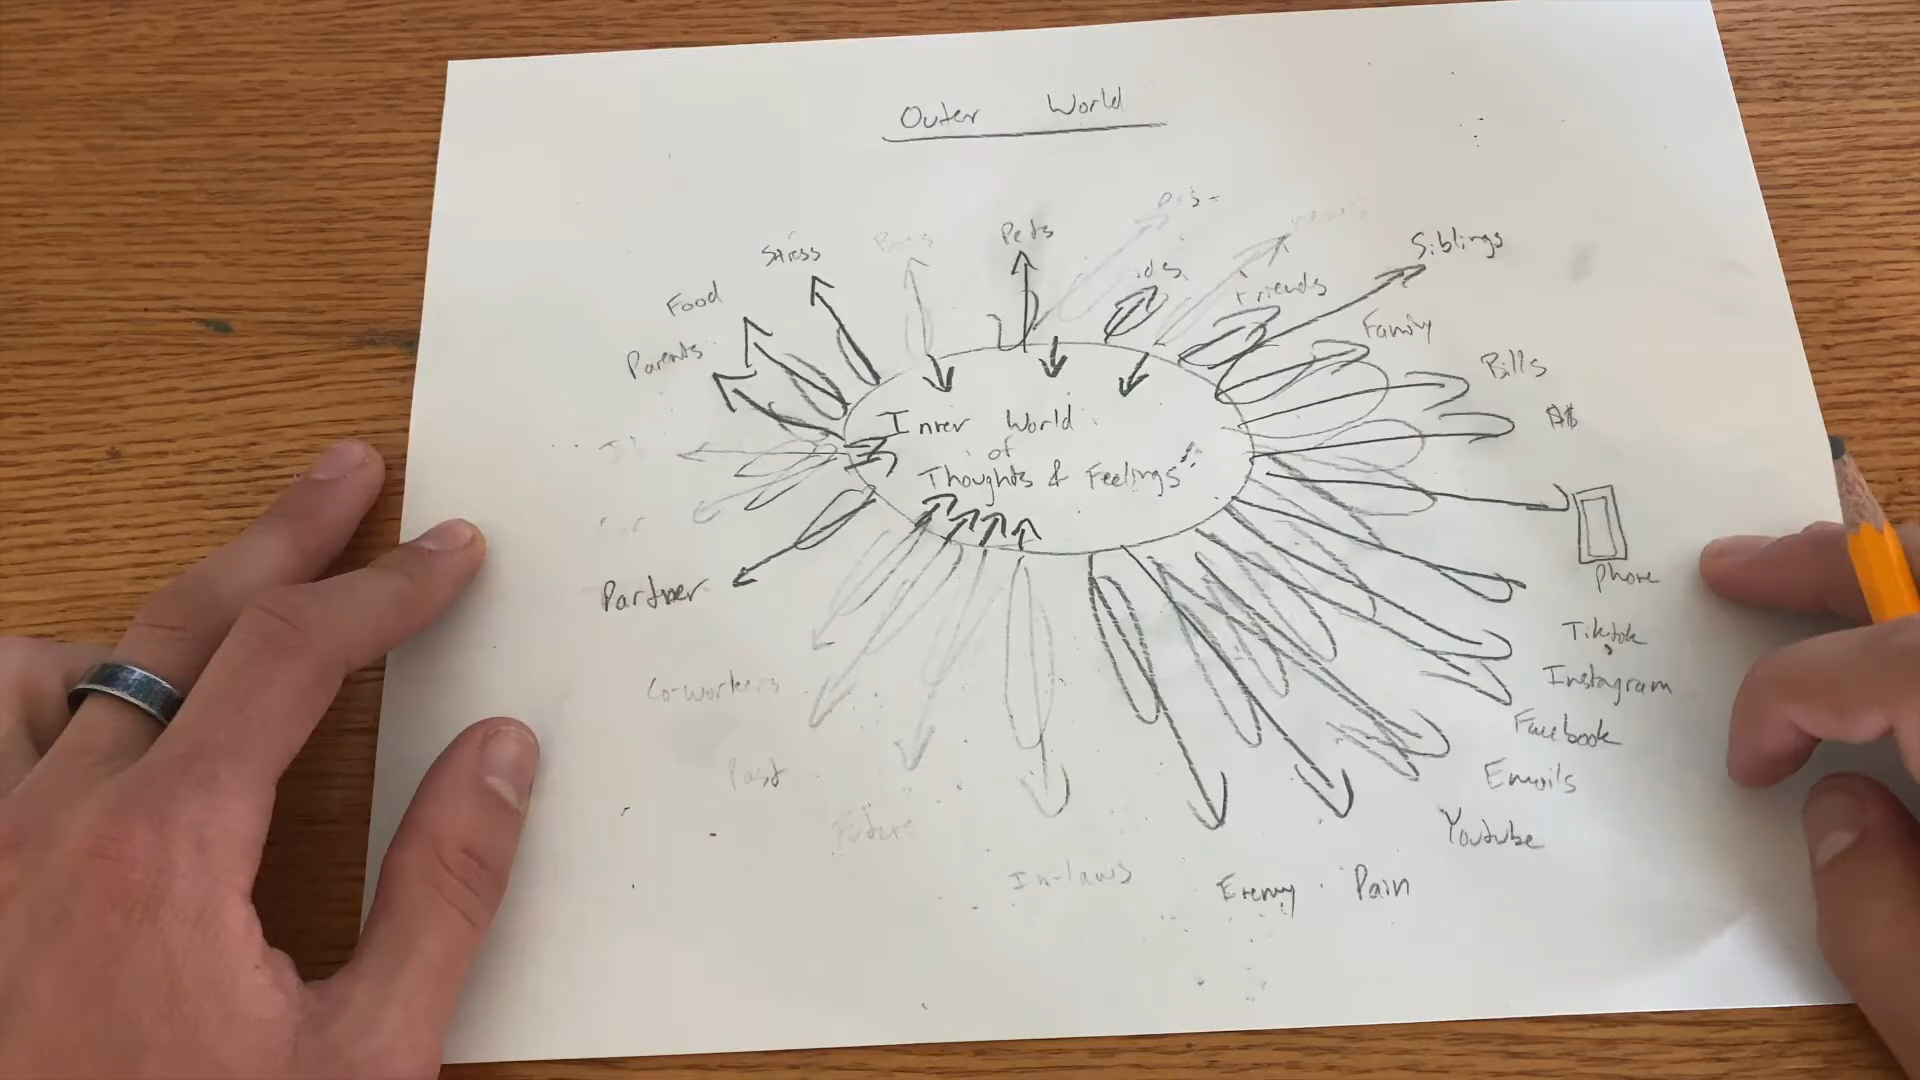 Outer World
Pets
Siblings
Stress
Friends
Food
Family
Parents
Bills
Inner World
of
Thoughts & Feelings
Phone
Partner
Tiktok
Instagram
Co-workers
Facebook
Past
Emails
Future
Youtube
In-laws
Enemy
Pain